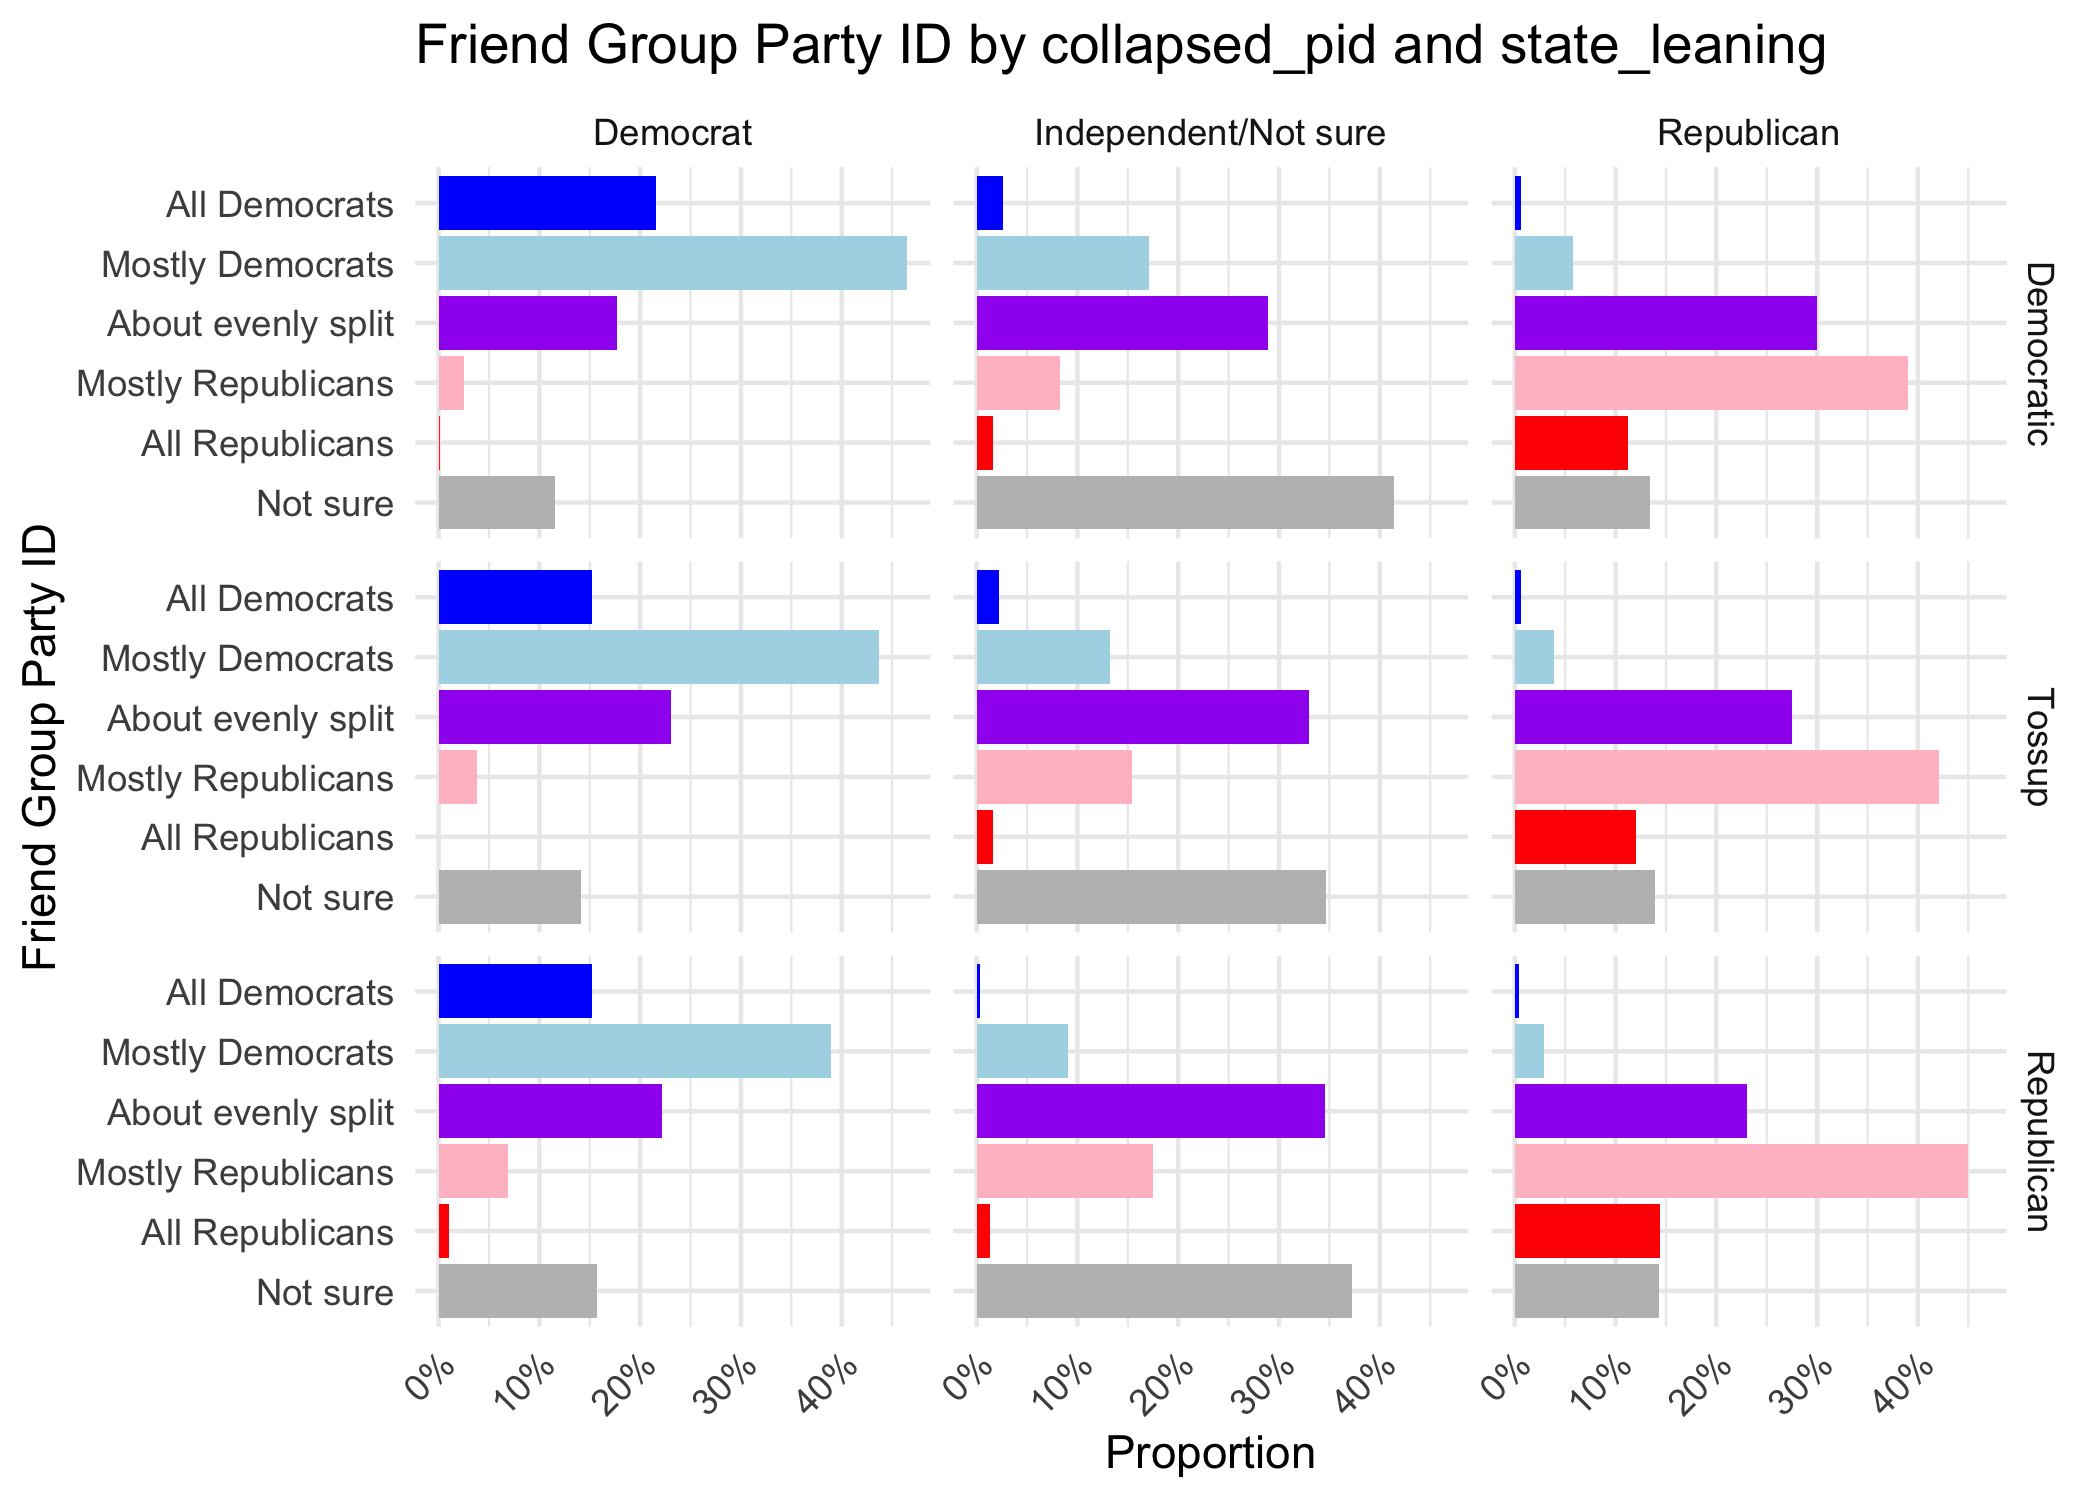 Friend Group Party ID by collapsed_pid and state_leaning
Democrat
Independent/Not sure
Republican
Friend Group Party ID
All Democrats
Mostly Democrats
About evenly split
Mostly Republicans
All Republicans
Not sure
Democratic
All Democrats
Mostly Democrats
About evenly split
Mostly Republicans
All Republicans
Not sure
Tossup
All Democrats
Mostly Democrats
About evenly split
Mostly Republicans
All Republicans
Not sure
Republican
0% 10% 20% 30% 40%
0% 10% 20% 30% 40%
0% 10% 20% 30% 40%
Proportion